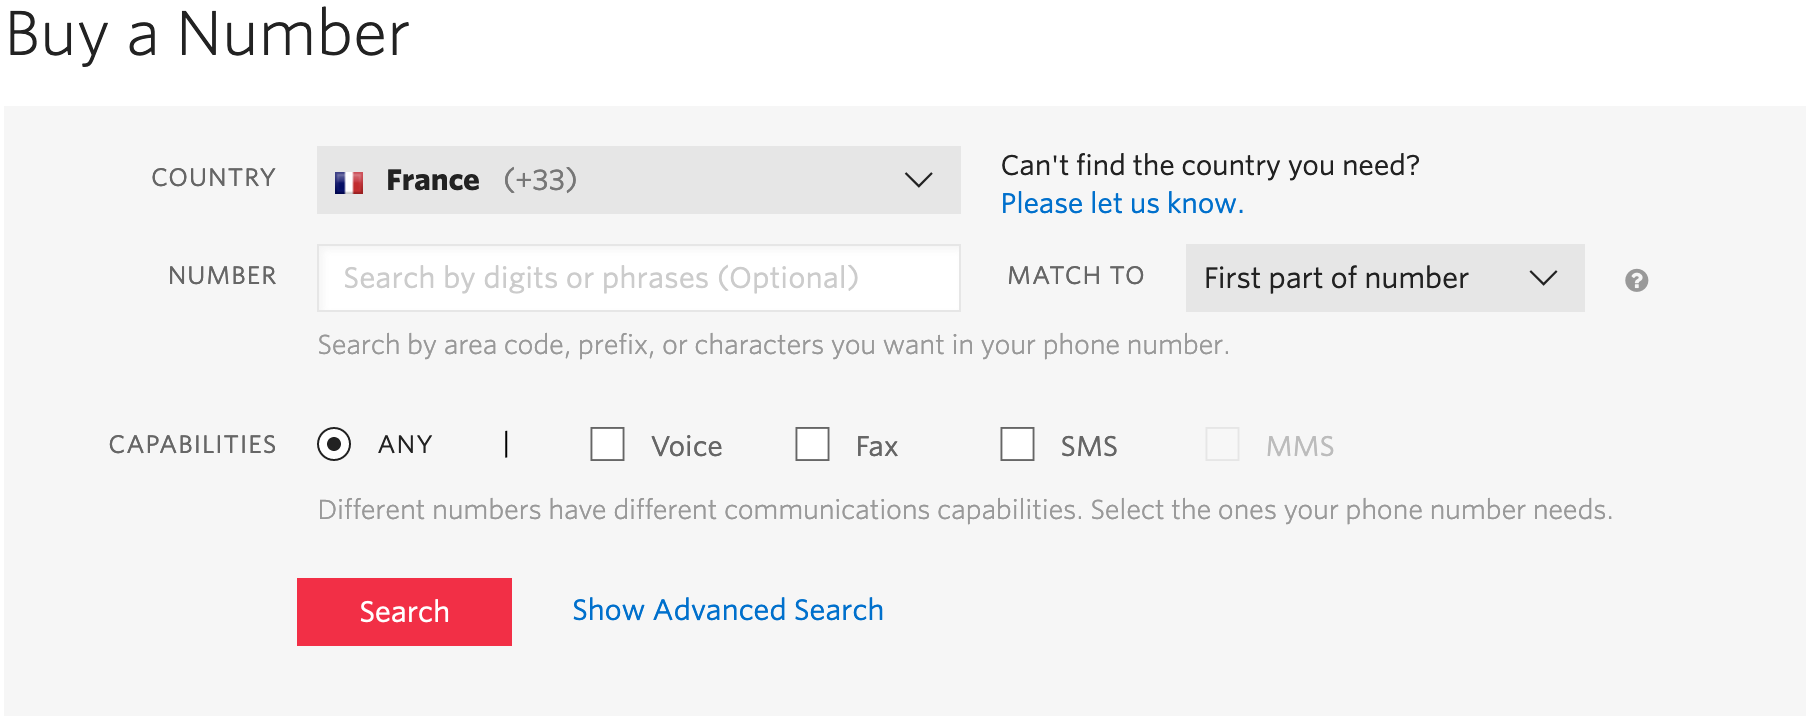 Buy a Number
COUNTRY France (+33) Can't find the country you need?
Please let us know.
NUMBER Search by digits or phrases (Optional) MATCH TO First part of number ?
Search by area code, prefix, or characters you want in your phone number.
CAPABILITIES ANY | Voice Fax SMS MMS
Different numbers have different communications capabilities. Select the ones your phone number needs.
Search Show Advanced Search